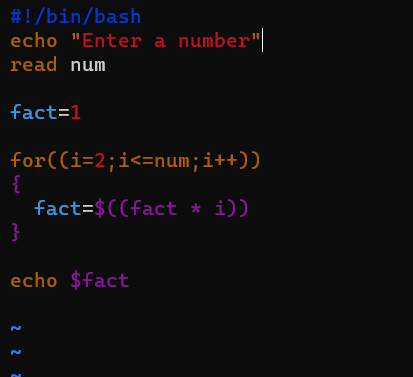 #!/bin/bash
echo "Enter a number"
read num

fact=1

for((i=2;i<=num;i++))
{
  fact=$((fact * i))
}

echo $fact

~
~
~